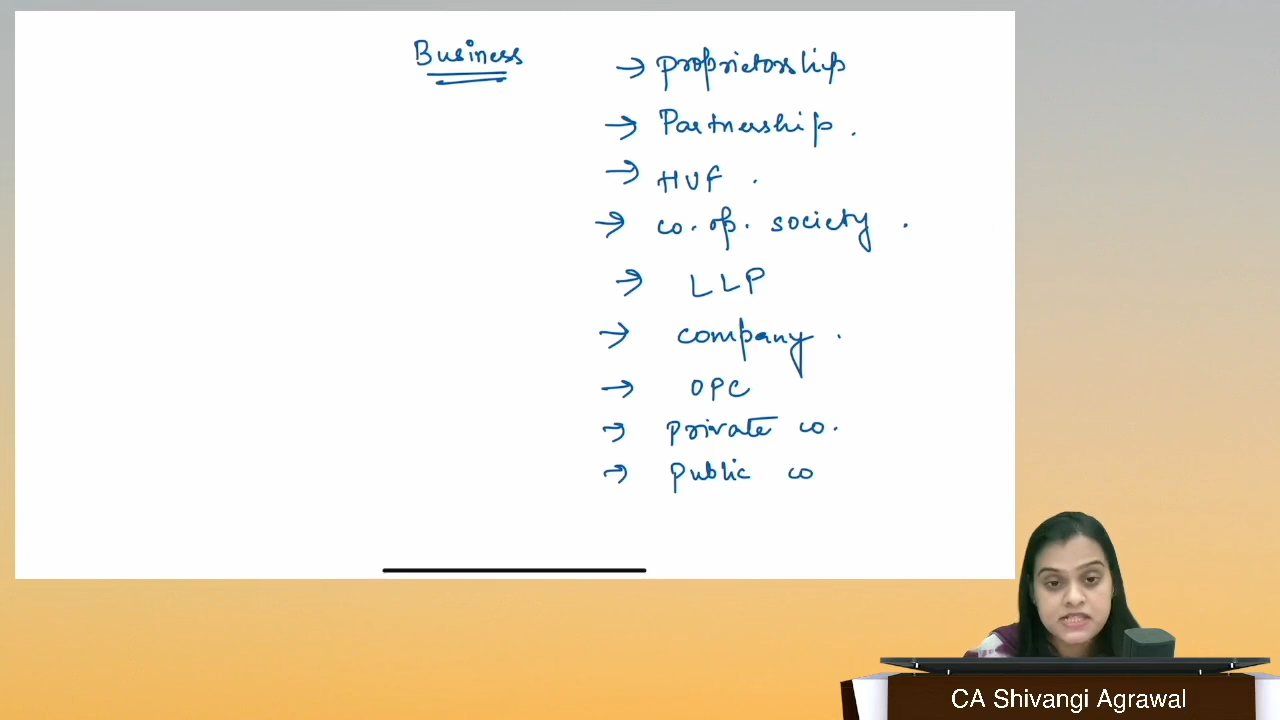 Business
→ Proprietorship
→ Partnership.
→ HUF.
→ co.op. society.
→ LLP
→ company.
→ OPC
→ private co.
→ public co
CA Shivangi Agrawal